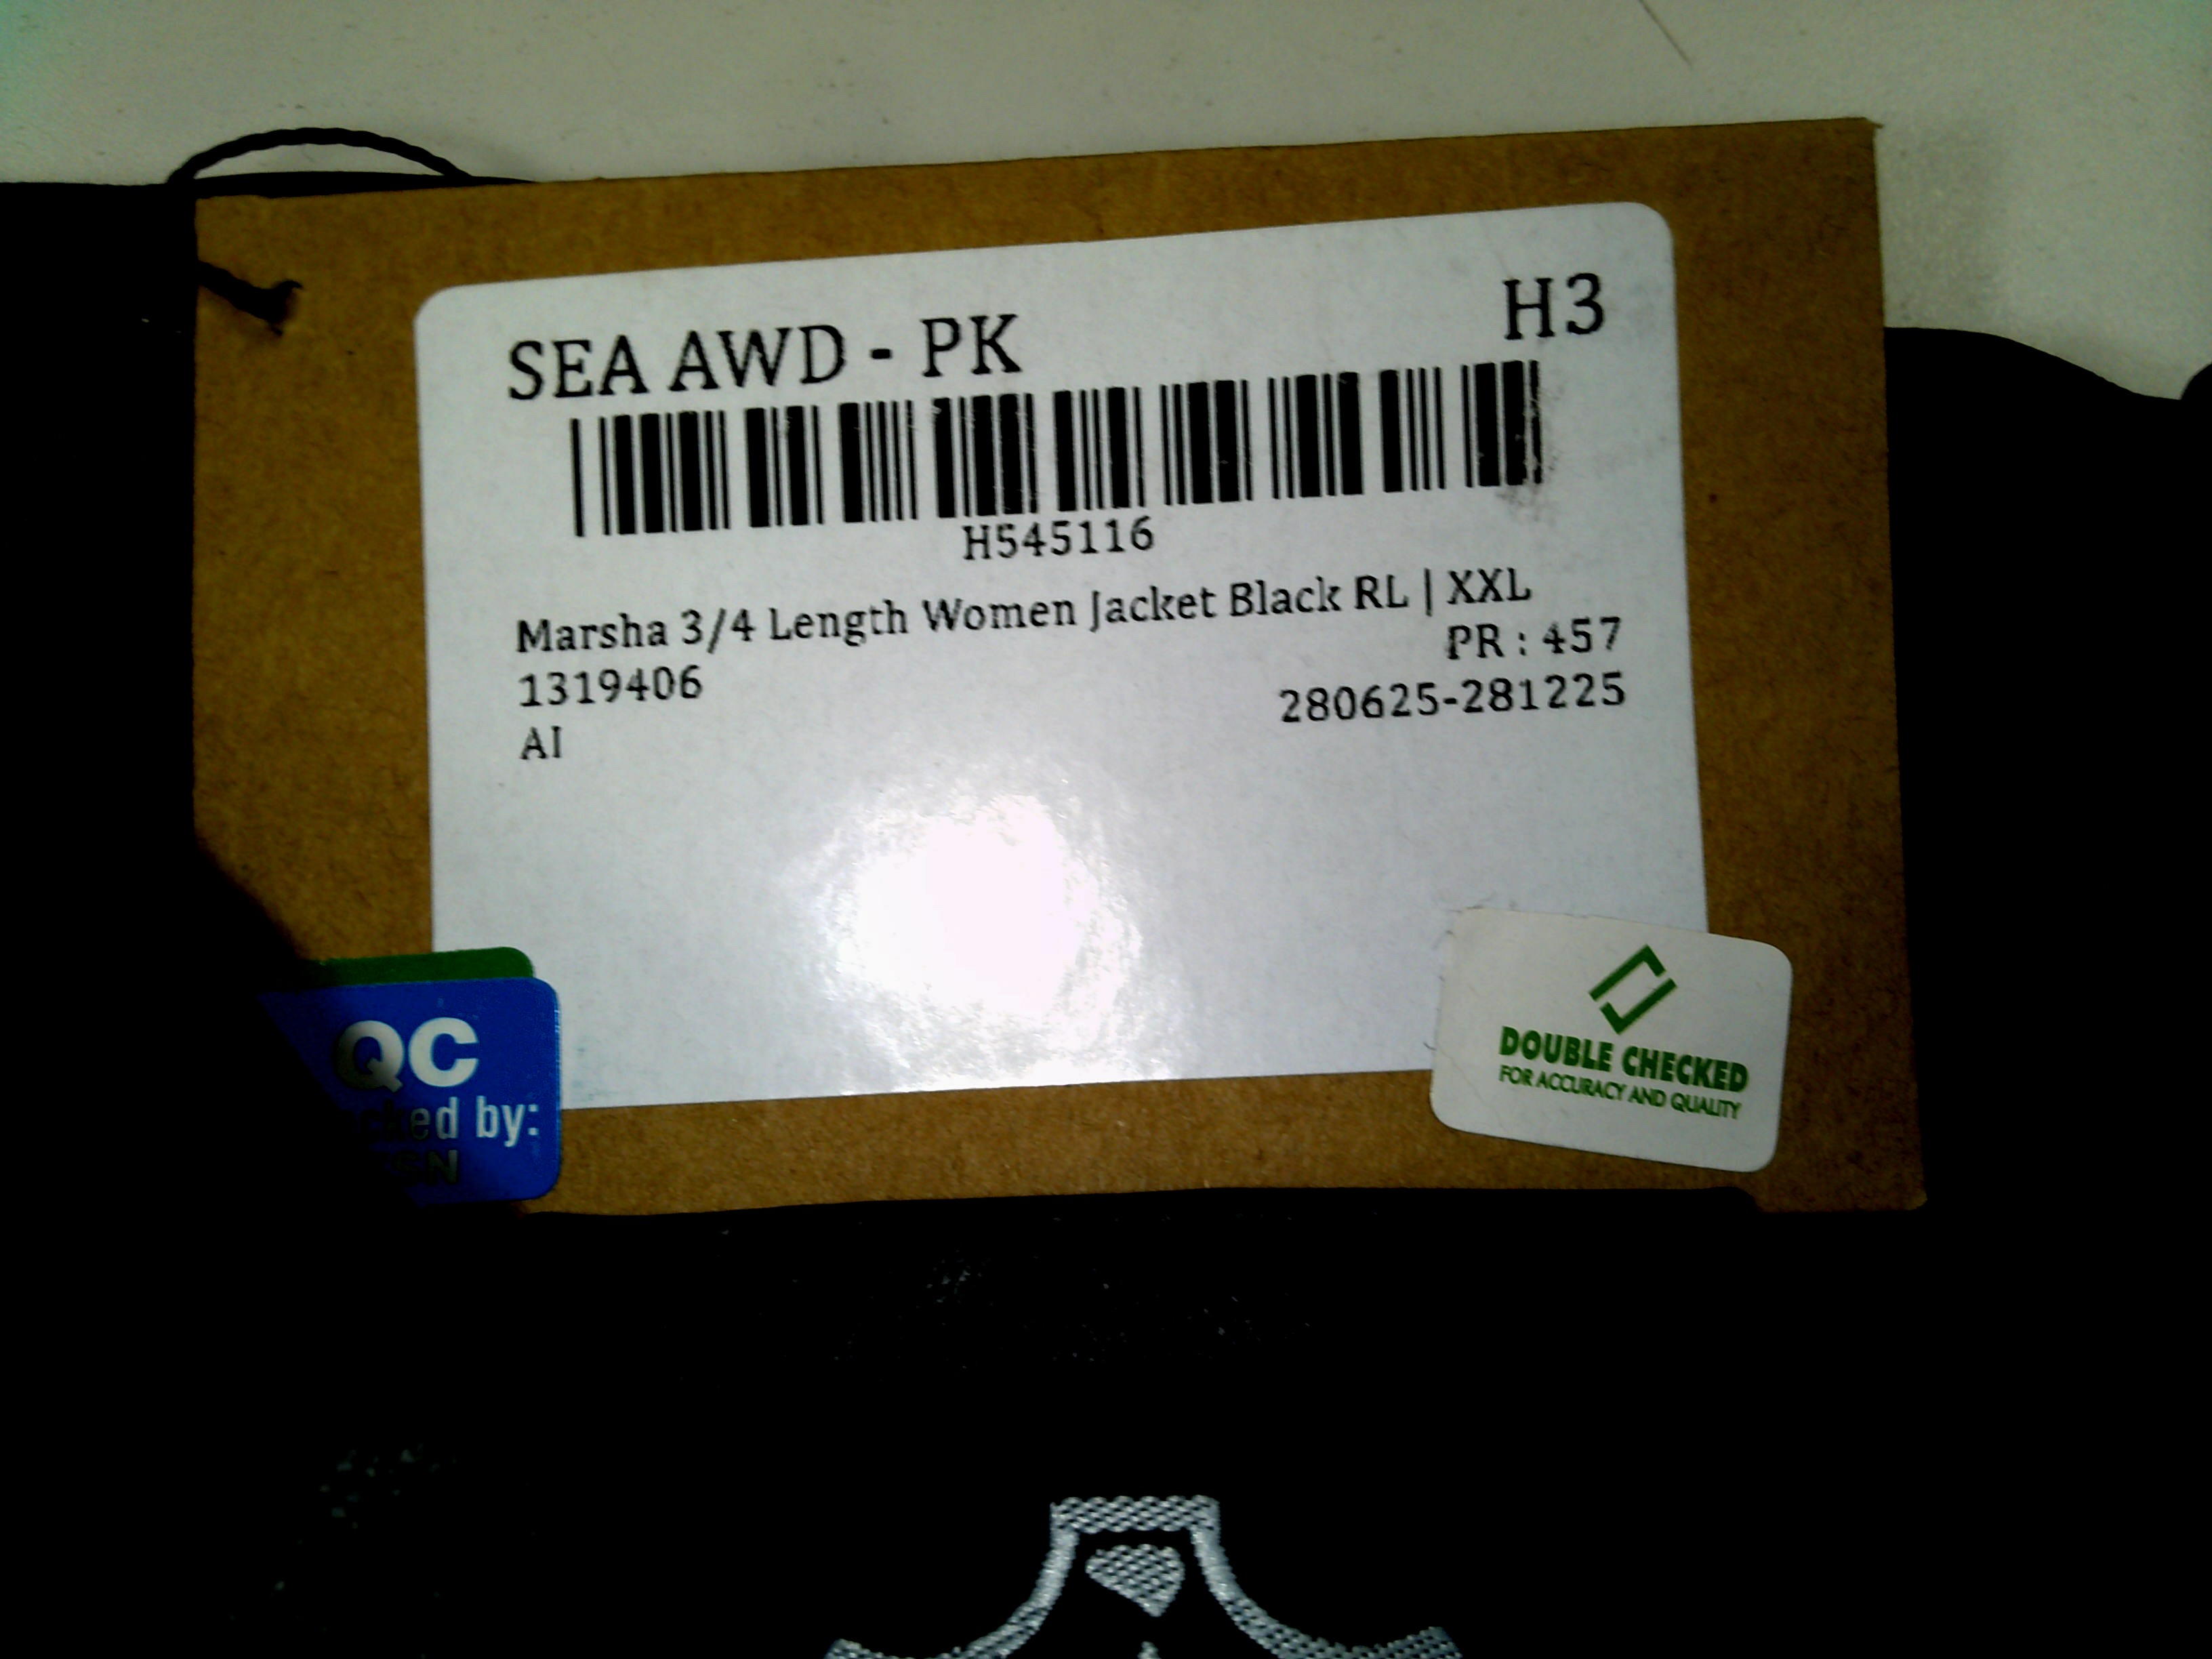 SEA AWD - PK
H3
H545116
Marsha 3/4 Length Women Jacket Black RL | XXL
PR : 457
1319406
280625-281225
AI
QC
by:
DOUBLE CHECKED
FOR ACCURACY AND QUALITY